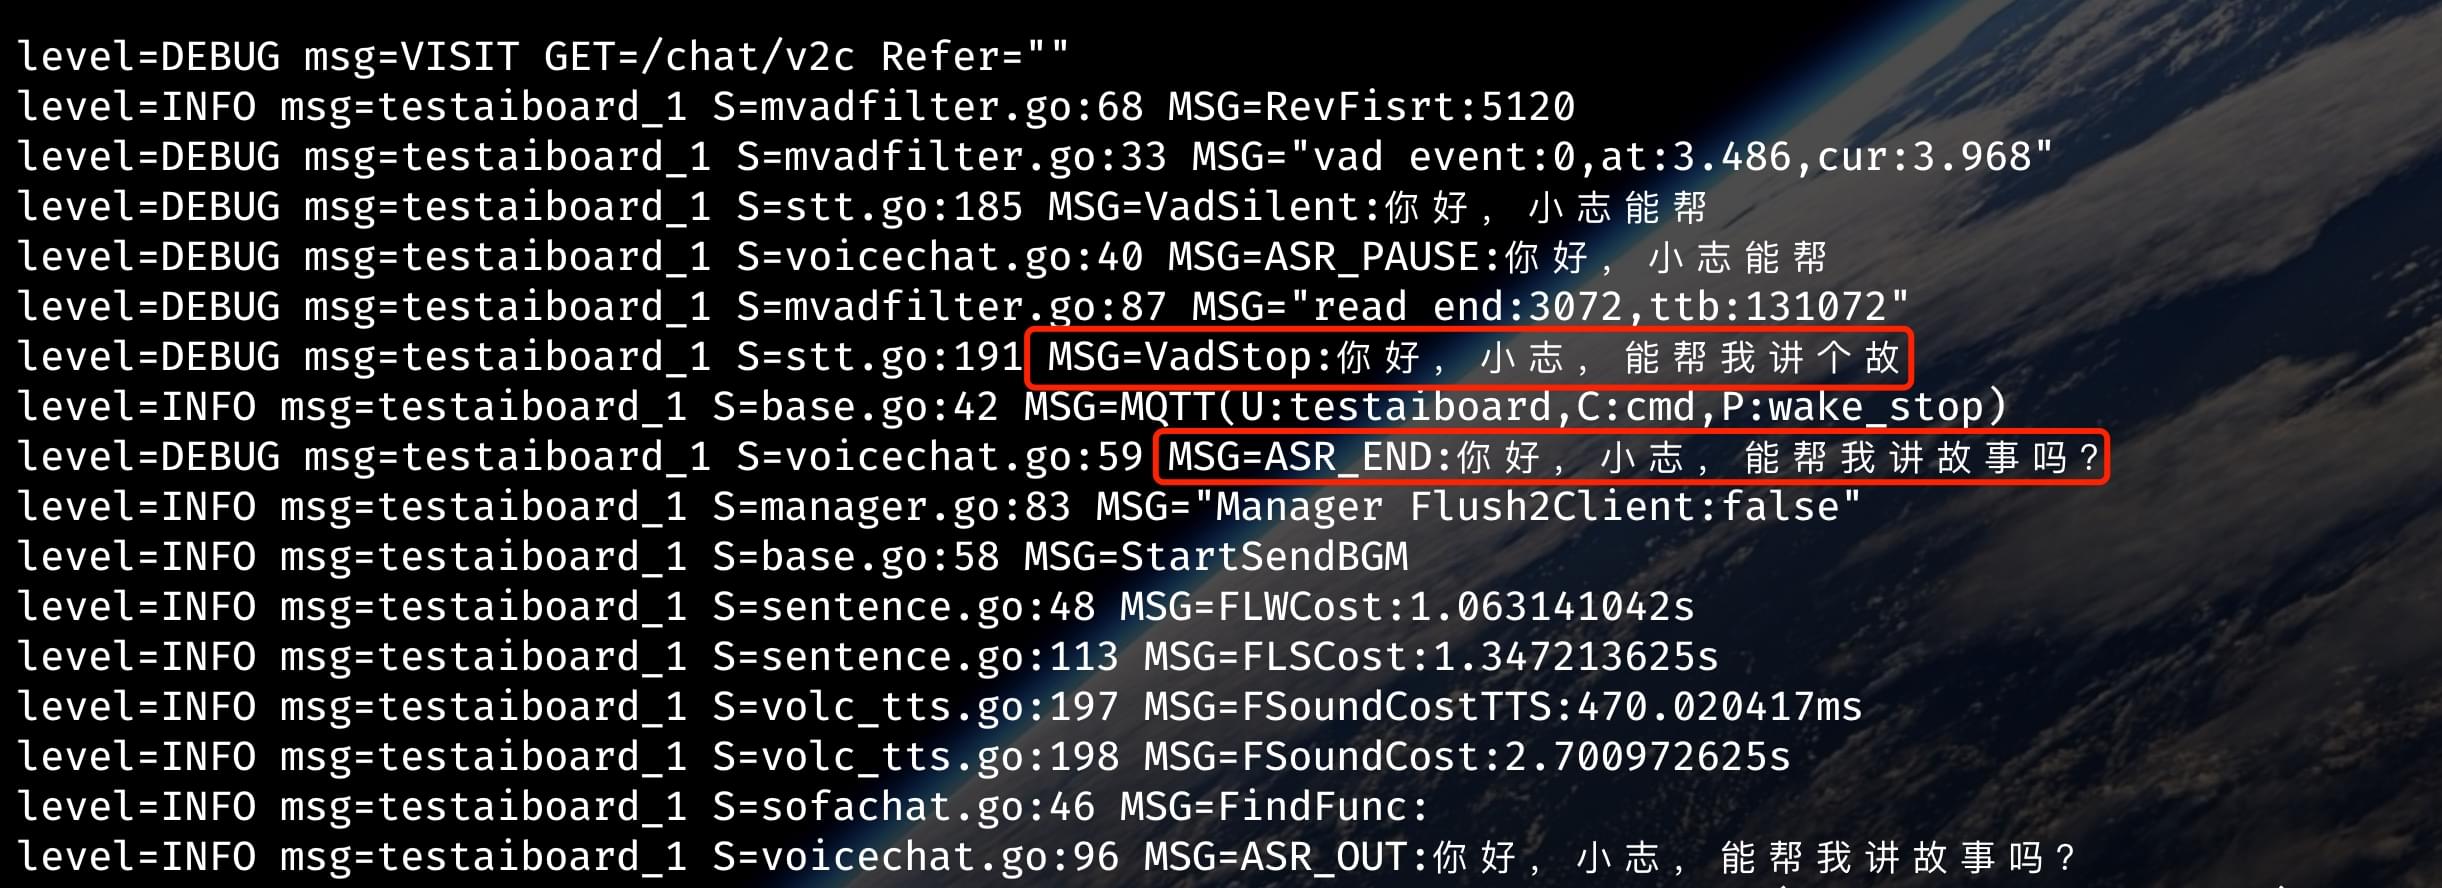 level=DEBUG msg=VISIT GET=/chat/v2c Refer=""
level=INFO msg=testaiboard_1 S=mvadfilter.go:68 MSG=RevFisrt:5120
level=DEBUG msg=testaiboard_1 S=mvadfilter.go:33 MSG="vad event:0,at:3.486,cur:3.968"
level=DEBUG msg=testaiboard_1 S=stt.go:185 MSG=VadSilent:你好，小志能帮
level=DEBUG msg=testaiboard_1 S=voicechat.go:40 MSG=ASR_PAUSE:你好，小志能帮
level=DEBUG msg=testaiboard_1 S=mvadfilter.go:87 MSG="read end:3072,ttb:131072"
level=DEBUG msg=testaiboard_1 S=stt.go:191 MSG=VadStop:你好，小志，能帮我讲个故
level=INFO msg=testaiboard_1 S=base.go:42 MSG=MQTT(U:testaiboard,C:cmd,P:wake_stop)
level=DEBUG msg=testaiboard_1 S=voicechat.go:59 MSG=ASR_END:你好，小志，能帮我讲故事吗?
level=INFO msg=testaiboard_1 S=manager.go:83 MSG="Manager Flush2Client:false"
level=INFO msg=testaiboard_1 S=base.go:58 MSG=StartSendBGM
level=INFO msg=testaiboard_1 S=sentence.go:48 MSG=FLWCost:1.063141042s
level=INFO msg=testaiboard_1 S=sentence.go:113 MSG=FLSCost:1.347213625s
level=INFO msg=testaiboard_1 S=volc_tts.go:197 MSG=FSoundCostTTS:470.020417ms
level=INFO msg=testaiboard_1 S=volc_tts.go:198 MSG=FSoundCost:2.700972625s
level=INFO msg=testaiboard_1 S=sofachat.go:46 MSG=FindFunc:
level=INFO msg=testaiboard_1 S=voicechat.go:96 MSG=ASR_OUT:你好，小志，能帮我讲故事吗?